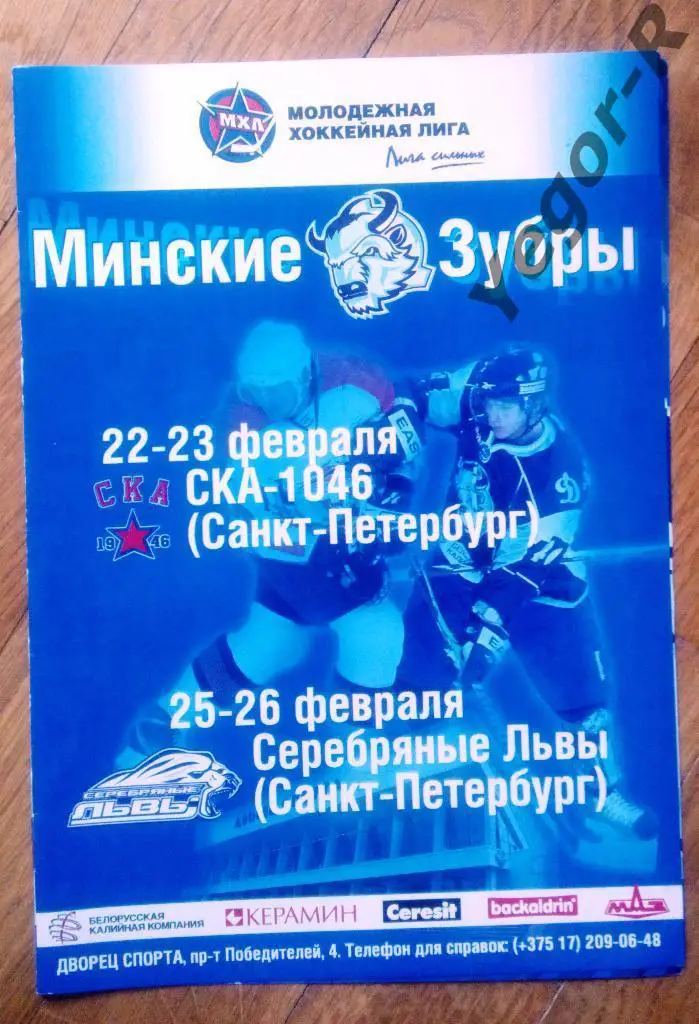 МХЛ
МОЛОДЕЖНАЯ
ХОККЕЙНАЯ ЛИГА
Лига сильных
Yegor-R
Минские Зубры
22-23 февраля
СКА СКА-1046
1946 (Санкт-Петербург)
25-26 февраля
Серебряные Львы
СЕРЕБРЯНЫЕ
ЛЬВЫ (Санкт-Петербург)
БЕЛОРУССКАЯ
КАЛИЙНАЯ КОМПАНИЯ
КЕРАМИН
Ceresit
backaldrin
МАЗ
ДВОРЕЦ СПОРТА, пр-т Победителей, 4. Телефон для справок: (+375 17) 209-06-48